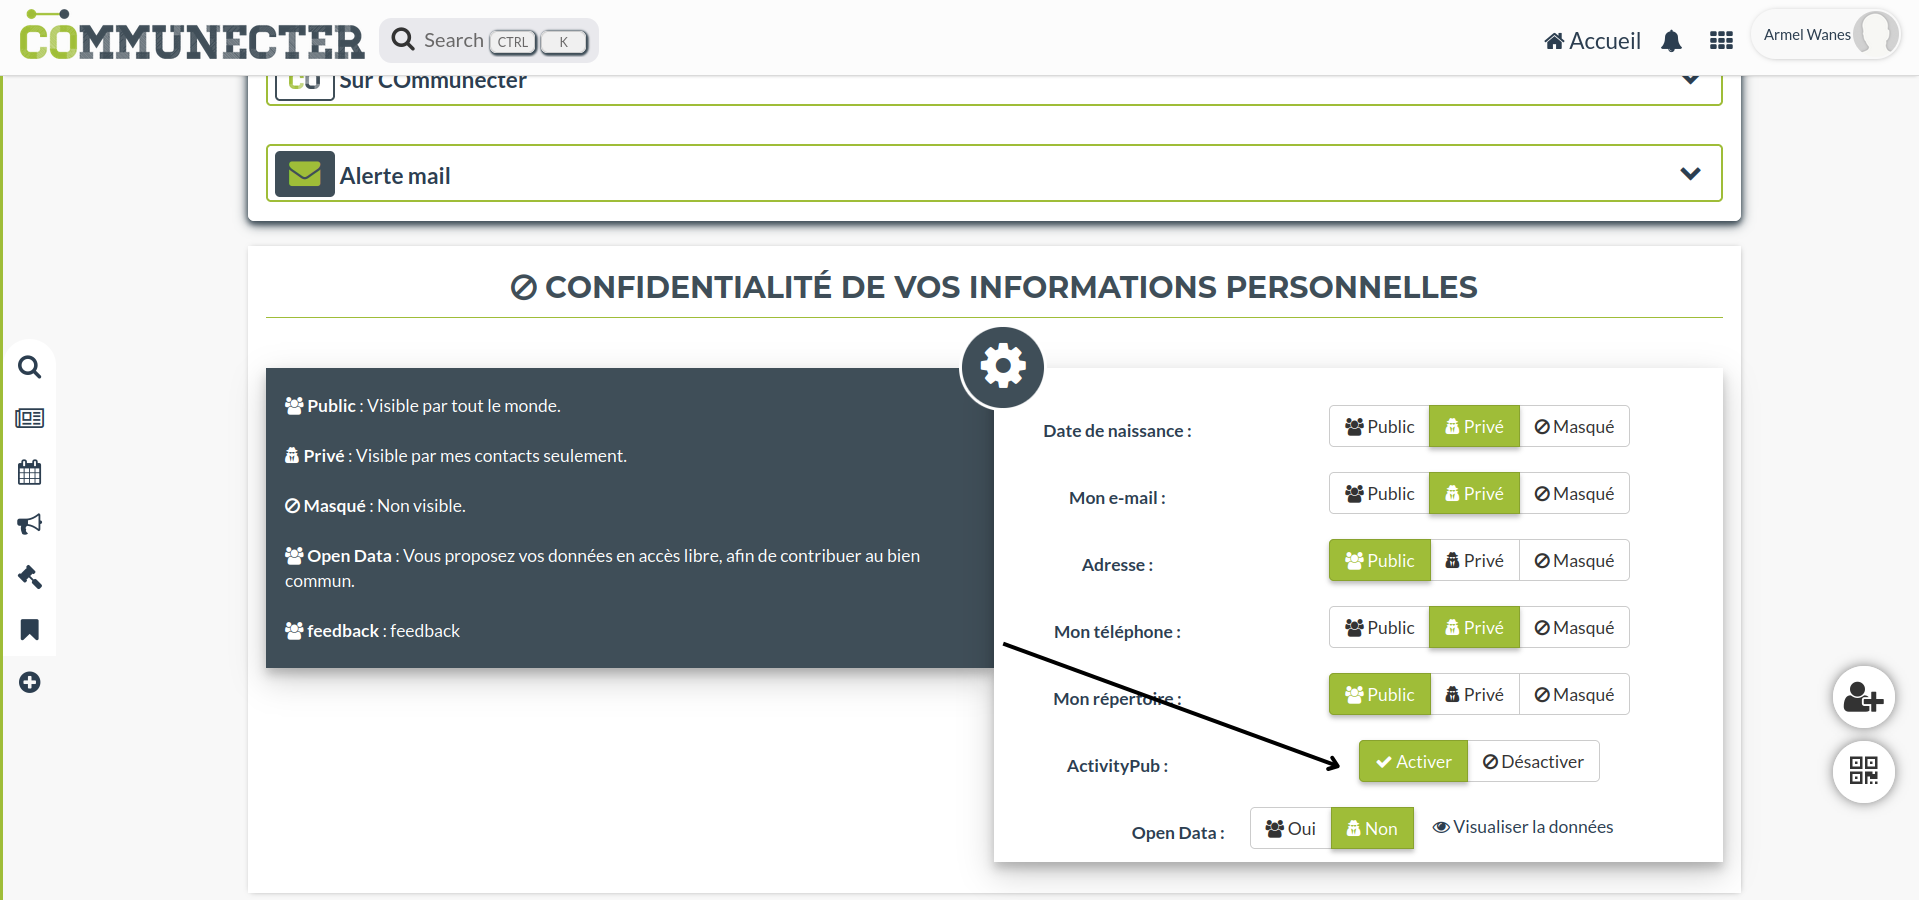 COMMUNECTER
Search CTRL K
Accueil
Armel Wanes
Sur COmmunecter
Alerte mail
CONFIDENTIALITÉ DE VOS INFORMATIONS PERSONNELLES
Public : Visible par tout le monde.
Privé : Visible par mes contacts seulement.
Masqué : Non visible.
Open Data : Vous proposez vos données en accès libre, afin de contribuer au bien
commun.
feedback : feedback
Date de naissance : Public Privé Masqué
Mon e-mail : Public Privé Masqué
Adresse : Public Privé Masqué
Mon téléphone : Public Privé Masqué
Mon répertoire : Public Privé Masqué
ActivityPub : Activer Désactiver
Open Data : Oui Non Visualiser la données